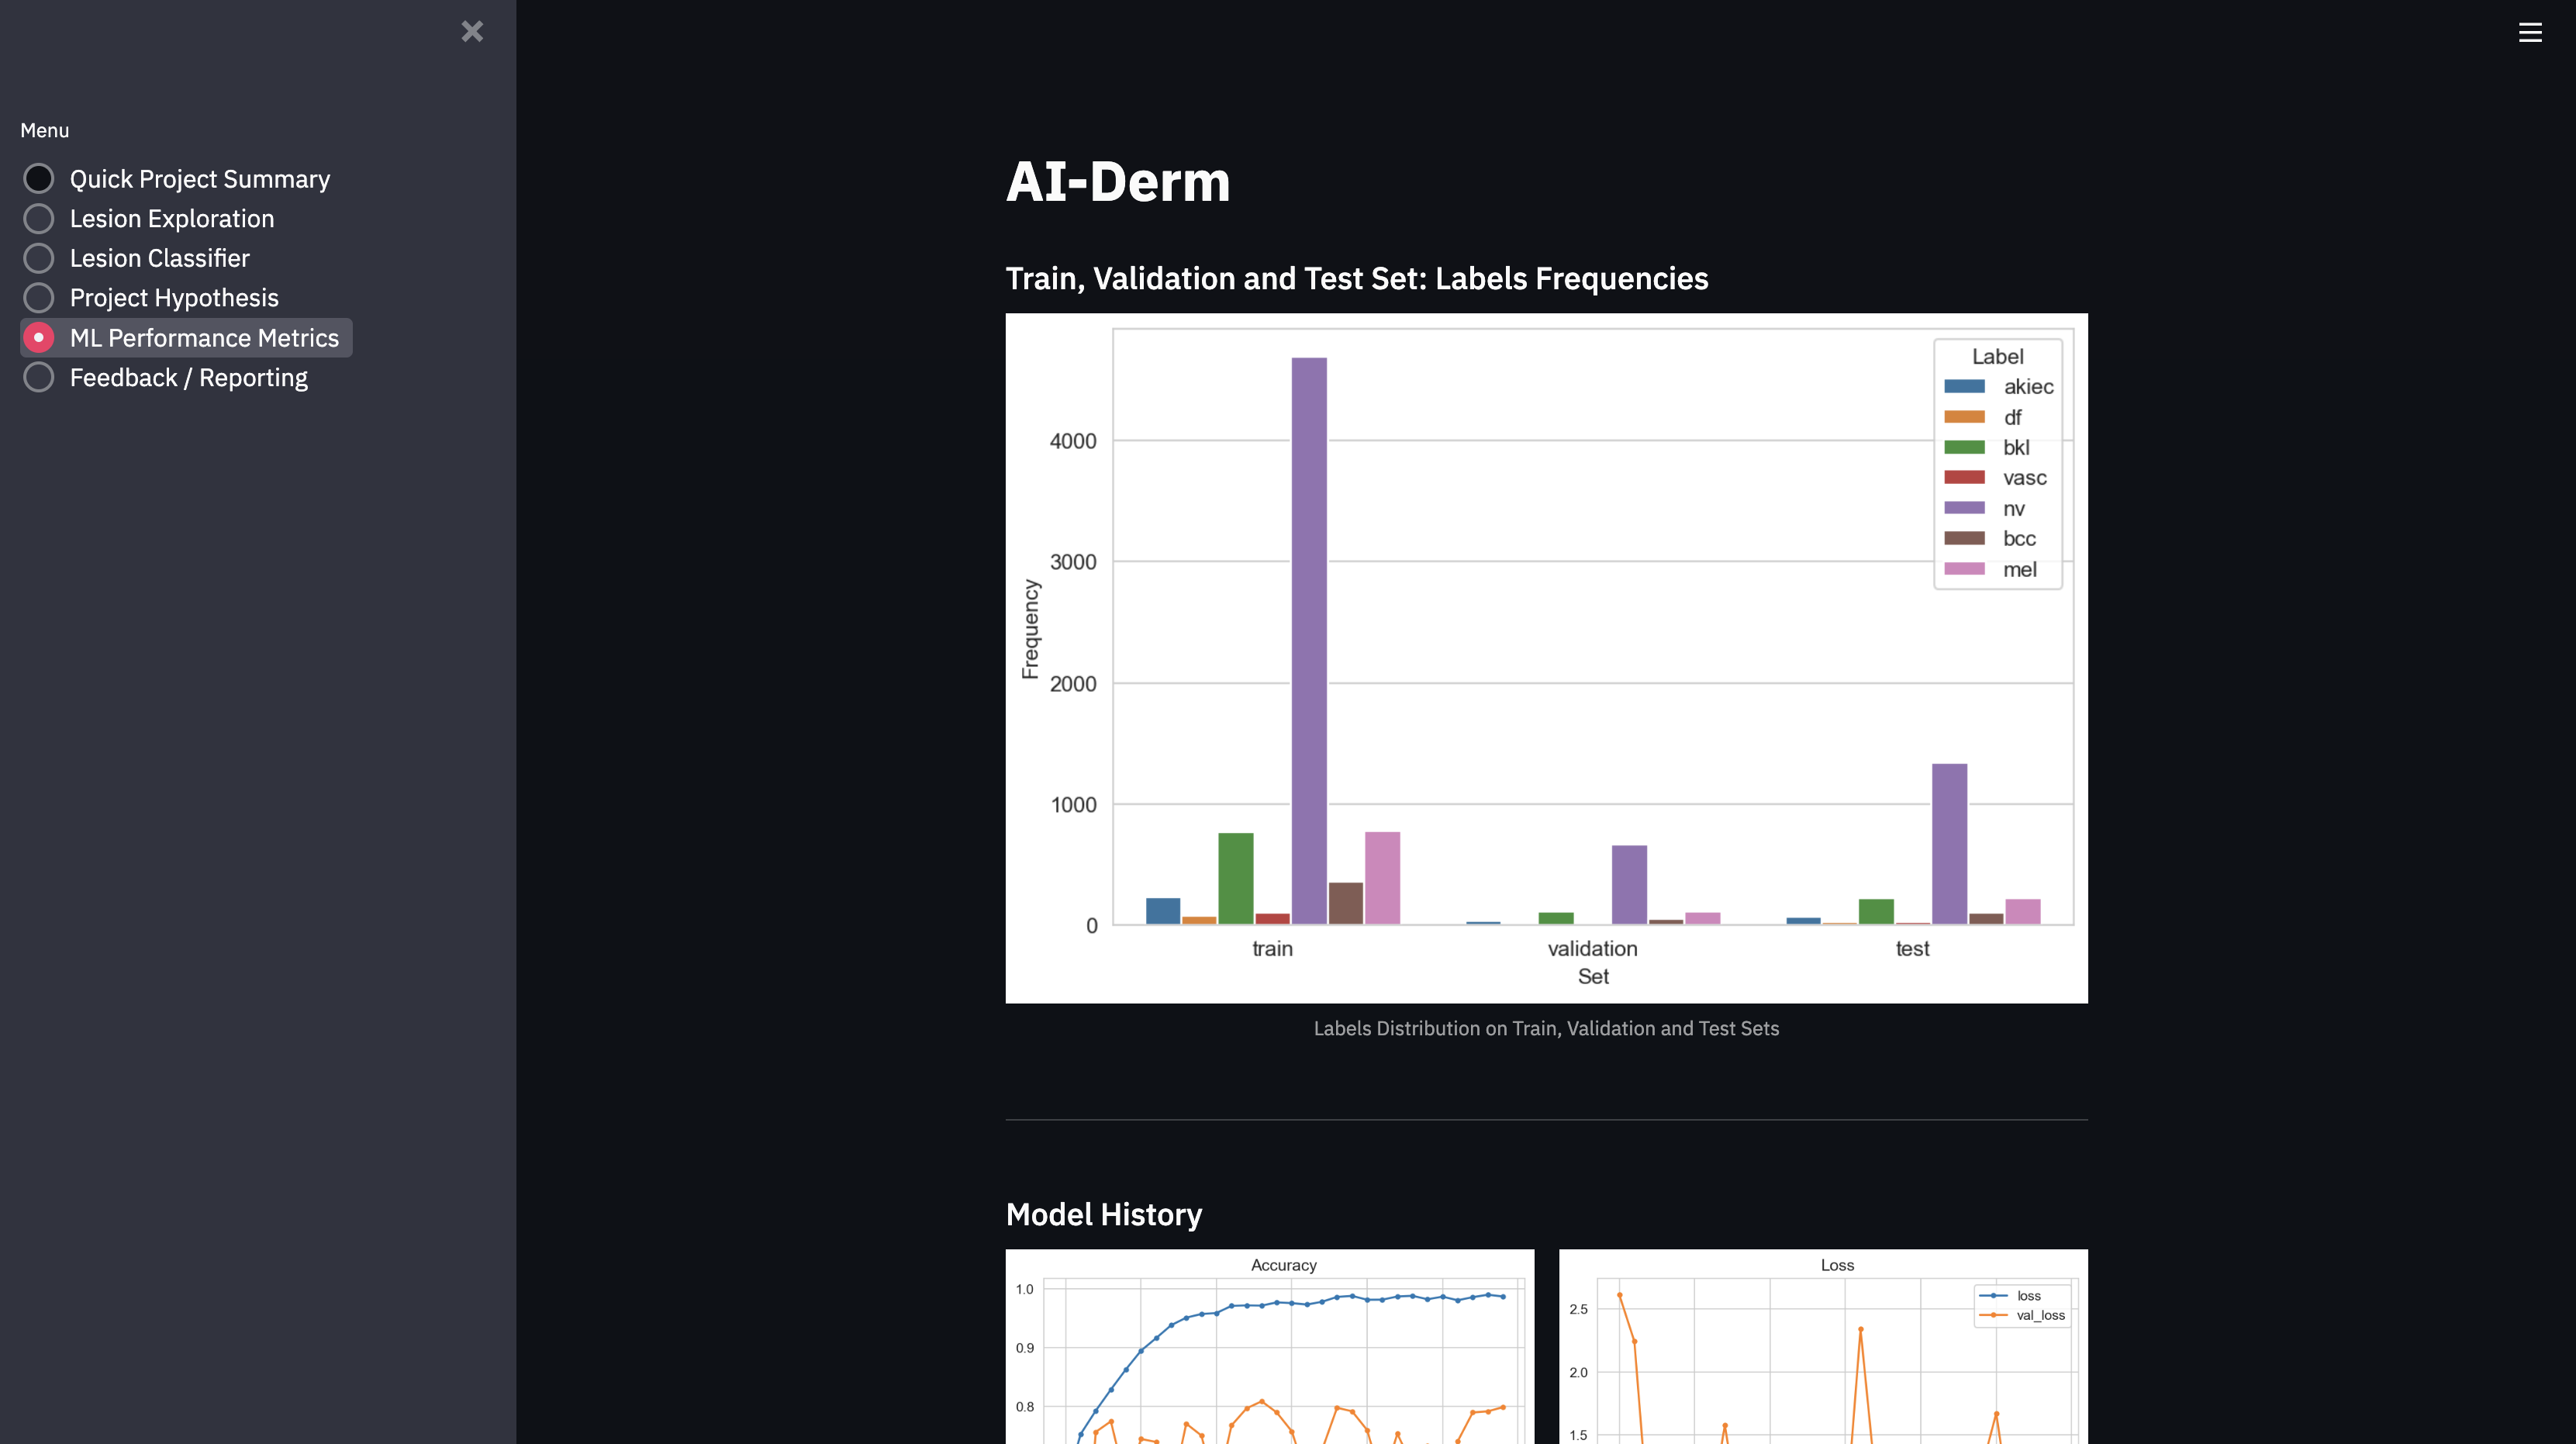 Menu
Quick Project Summary
Lesion Exploration
Lesion Classifier
Project Hypothesis
ML Performance Metrics
Feedback / Reporting
AI-Derm
Train, Validation and Test Set: Labels Frequencies
Label
akiec
df
bkl
vasc
nv
bcc
mel
Frequency
4000
3000
2000
1000
0
train
validation
test
Set
Labels Distribution on Train, Validation and Test Sets
Model History
Accuracy
1.0
0.9
0.8
Loss
loss
val_loss
2.5
2.0
1.5